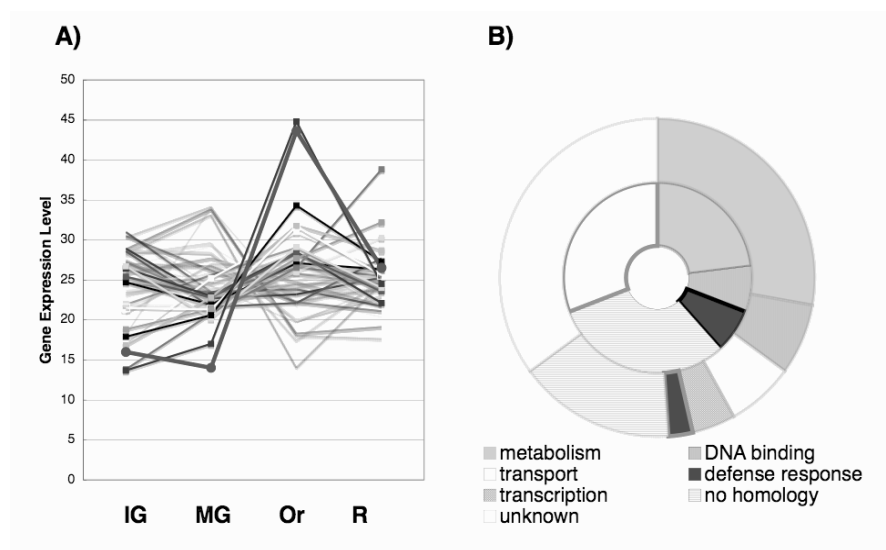 A)
B)
50
45
40
35
30
25
20
15
10
5
0
Gene Expression Level
IG MG Or R
metabolism DNA binding
transport defense response
transcription no homology
unknown